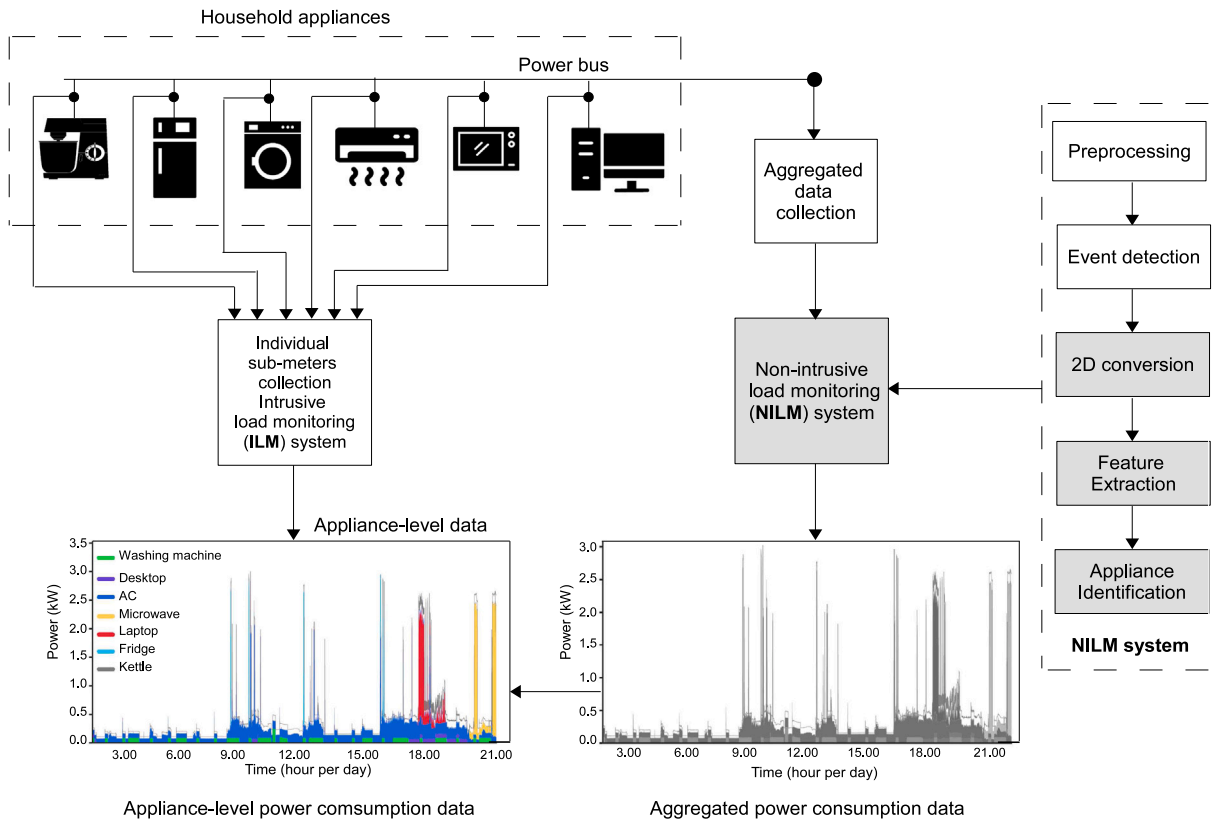 Household appliances
Power bus
Aggregated
data
collection
Preprocessing
Event detection
2D conversion
Feature
Extraction
Appliance
Identification
NILM system
Individual
sub-meters
collection
Intrusive
load monitoring
(ILM) system
Non-intrusive
load monitoring
(NILM) system
Appliance-level data
3.5
3.0
2.5
2.0
1.5
1.0
0.5
0.0
Power (kW)
Washing machine
Desktop
AC
Microwave
Laptop
Fridge
Kettle
3.00 6.00 9.00 12.00 15.00 18.00 21.00
Time (hour per day)
Appliance-level power comsumption data
3.0
2.5
2.0
1.5
1.0
0.5
0.0
Power (kW)
3.00 6.00 9.00 12.00 15.00 18.00 21.00
Time (hour per day)
Aggregated power consumption data